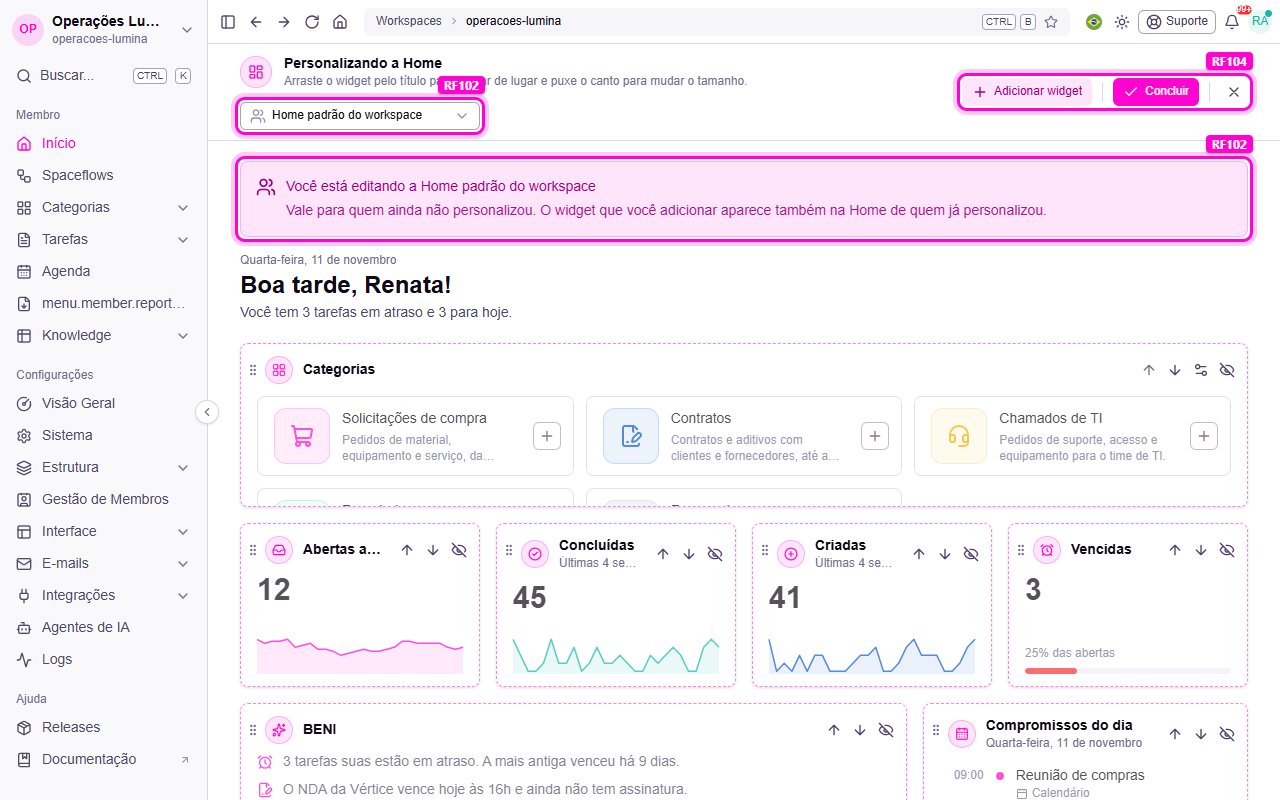 OP
Operações Lu...
operacoes-lumina
Buscar...
CTRL K
Membro
Início
Spaceflows
Categorias
Tarefas
Agenda
menu.member.report...
Knowledge
Configurações
Visão Geral
Sistema
Estrutura
Gestão de Membros
Interface
E-mails
Integrações
Agentes de IA
Logs
Ajuda
Releases
Documentação
Workspaces > operacoes-lumina
CTRL B
Suporte
99+
RA
Personalizando a Home
Arraste o widget pelo título pa ar de lugar e puxe o canto para mudar o tamanho.
RF102
Home padrão do workspace
RF104
Adicionar widget
Concluir
RF102
Você está editando a Home padrão do workspace
Vale para quem ainda não personalizou. O widget que você adicionar aparece também na Home de quem já personalizou.
Quarta-feira, 11 de novembro
Boa tarde, Renata!
Você tem 3 tarefas em atraso e 3 para hoje.
Categorias
Solicitações de compra
Pedidos de material,
equipamento e serviço, da...
Contratos
Contratos e aditivos com
clientes e fornecedores, até a...
Chamados de TI
Pedidos de suporte, acesso e
equipamento para o time de TI.
Abertas a...
12
Concluídas
Últimas 4 se...
45
Criadas
Últimas 4 se...
41
Vencidas
3
25% das abertas
BENI
3 tarefas suas estão em atraso. A mais antiga venceu há 9 dias.
O NDA da Vértice vence hoje às 16h e ainda não tem assinatura.
Compromissos do dia
Quarta-feira, 11 de novembro
09:00
Reunião de compras
Calendário